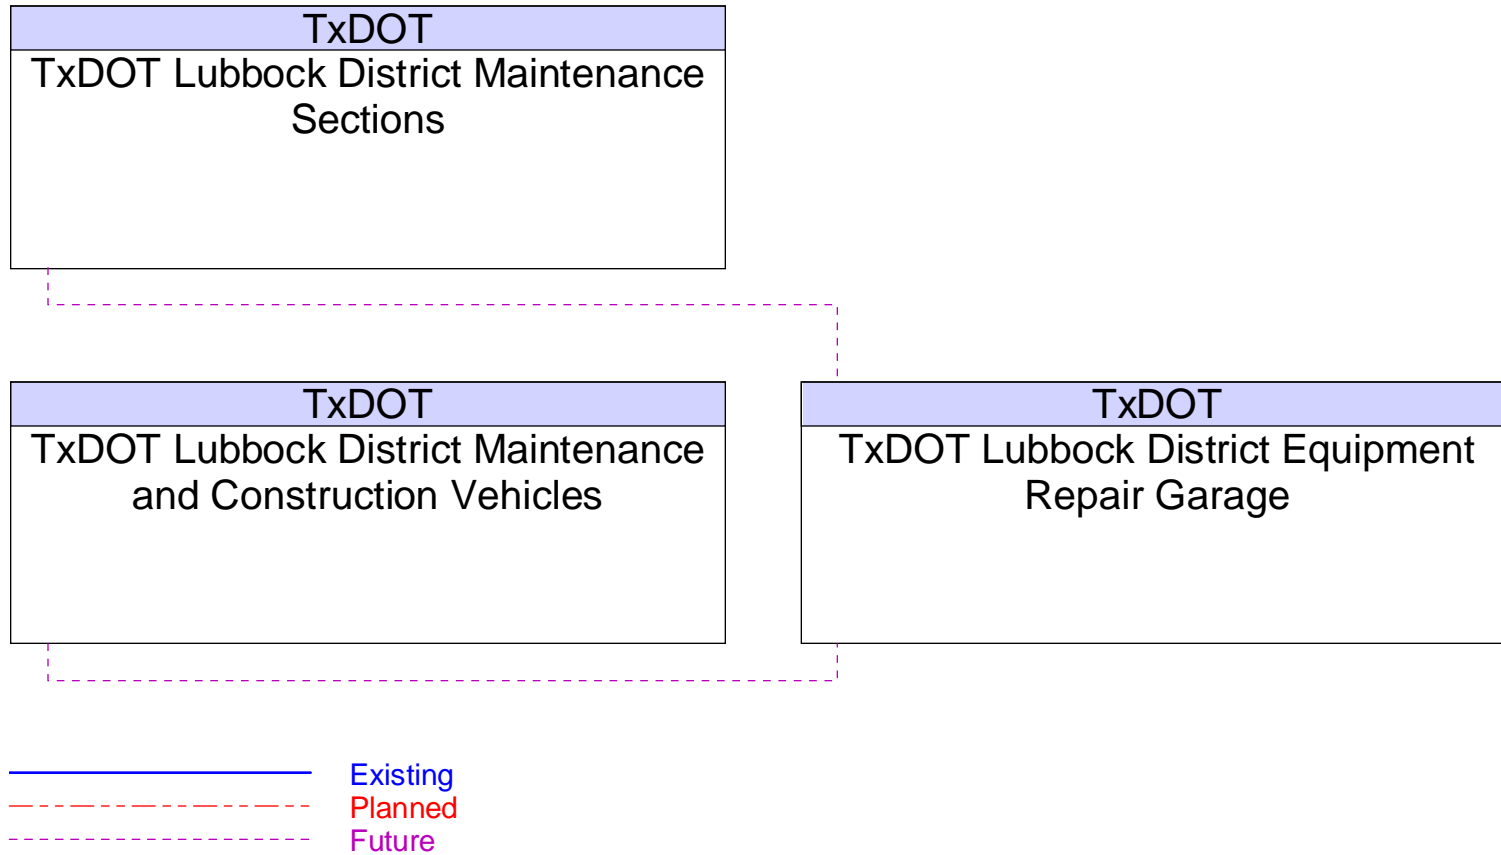 TxDOT
TxDOT Lubbock District Maintenance
Sections
TxDOT
TxDOT Lubbock District Maintenance
and Construction Vehicles
TxDOT
TxDOT Lubbock District Equipment
Repair Garage
Existing
Planned
Future